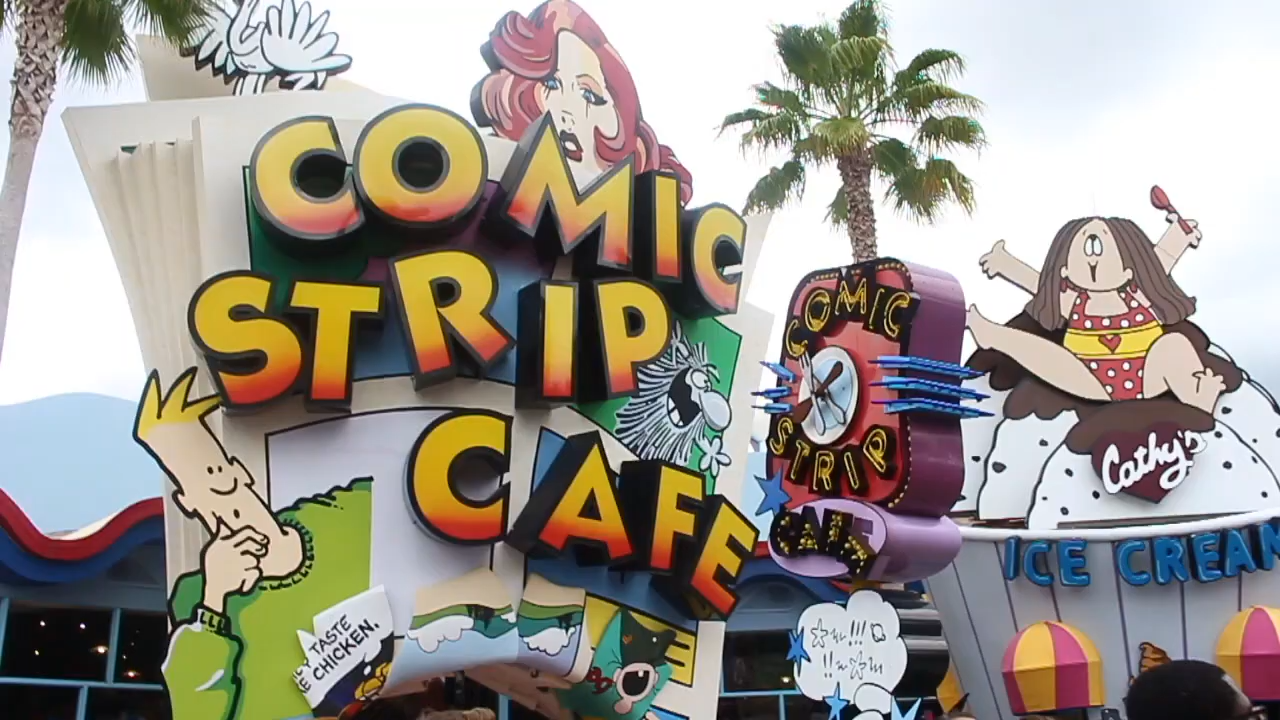 COMIC
STRIP
CAFE
COMIC
STRIP
CAFE
TASTE
CHICKEN.
*!!!
!!*
Cathy's
ICE CREAM